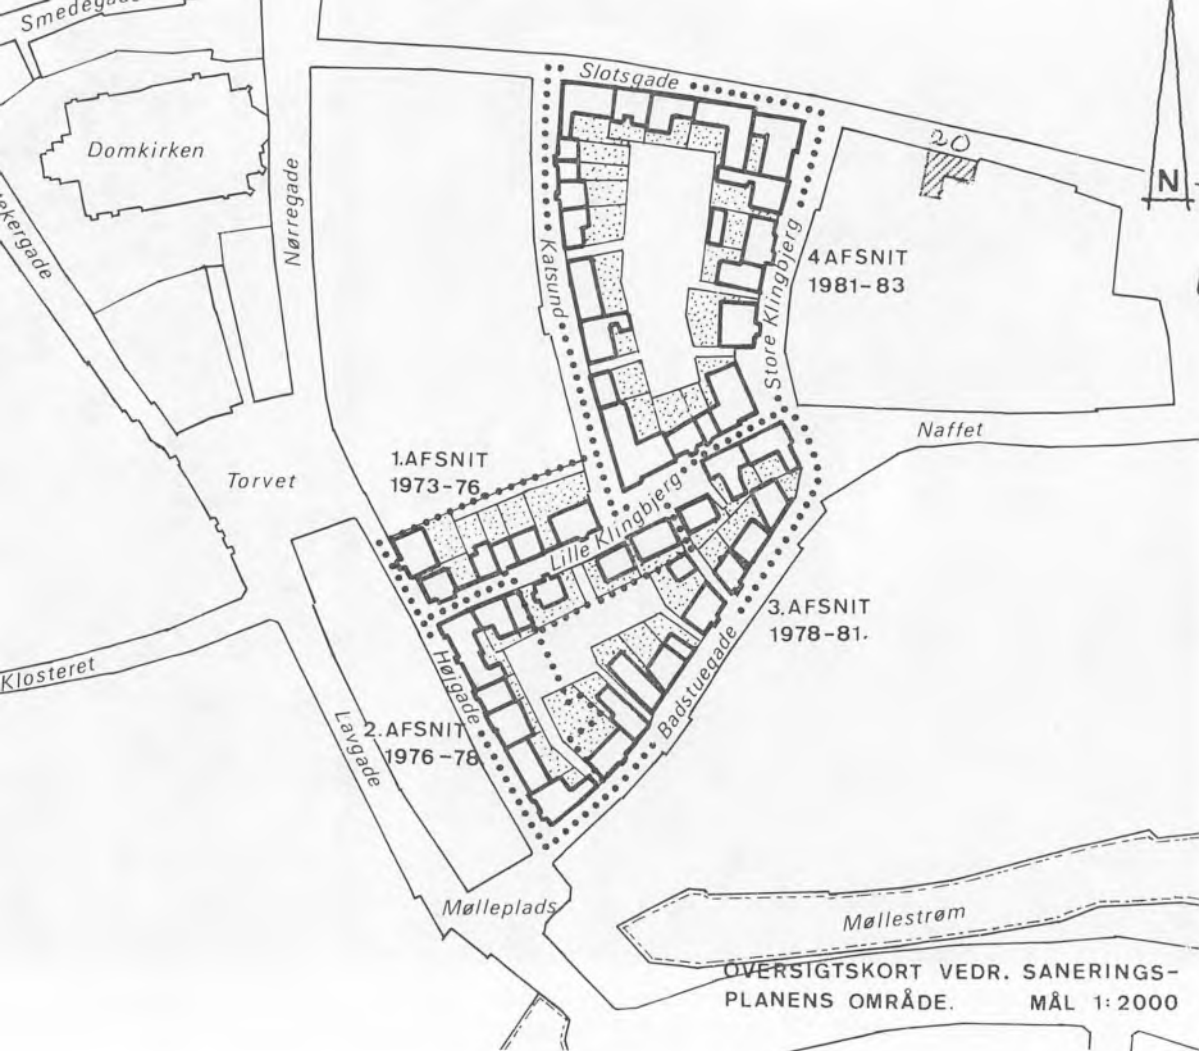 Smedegade
Slotsgade
20
Domkirken
Nørregade
N
Katsund
Store Klingbjerg
4 AFSNIT
1981-83
Naffet
1. AFSNIT
1973-76
Torvet
Lille Klingbjerg
3. AFSNIT
1978-81.
Klosteret
Højgade
Badstuegade
Lavgade
2. AFSNIT
1976-78.
Mølleplads
Møllestrøm
OVERSIGTSKORT VEDR. SANERINGS-
PLANENS OMRÅDE. MÅL 1:2000